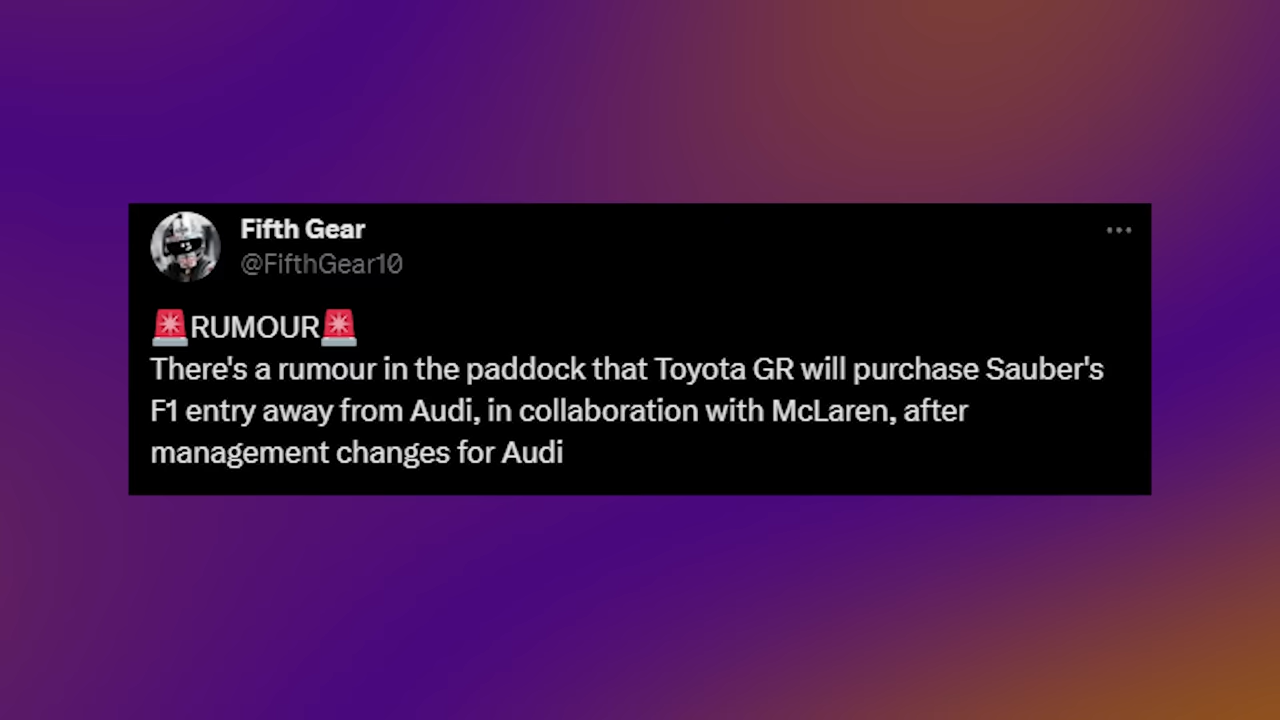 Fifth Gear
@FifthGear10
🚨RUMOUR🚨
There's a rumour in the paddock that Toyota GR will purchase Sauber's
F1 entry away from Audi, in collaboration with McLaren, after
management changes for Audi